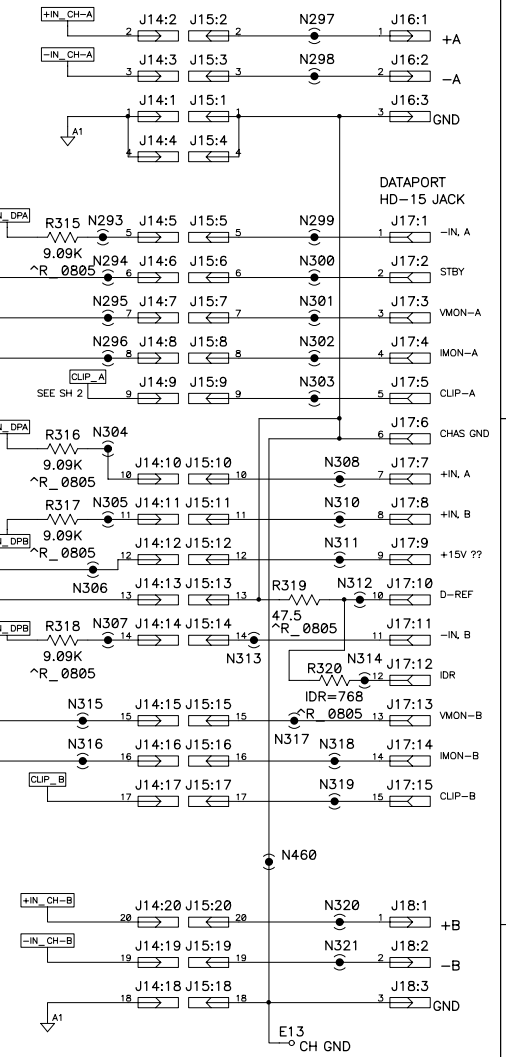 +IN_CH-A J14:2 J15:2 N297 J16:1
2 2 1 +A
-IN_CH-A J14:3 J15:3 N298 J16:2
3 3 2 -A
J14:1 J15:1 J16:3
1 1 3 GND
A1
J14:4 J15:4
4 4
DATAPORT
HD-15 JACK
N_DPA R315 N293 J14:5 J15:5 N299 J17:1
5 5 1 -IN, A
9.09K
^R_0805 N294 J14:6 J15:6 N300 J17:2
6 6 2 STBY
N295 J14:7 J15:7 N301 J17:3
7 7 3 VMON-A
N296 J14:8 J15:8 N302 J17:4
8 8 4 IMON-A
CLIP_A J14:9 J15:9 N303 J17:5
SEE SH 2 9 9 5 CLIP-A
J17:6
6 CHAS GND
N_DPA R316 N304
9.09K
^R_0805 J14:10 J15:10 N308 J17:7
10 10 7 +IN, A
R317 N305 J14:11 J15:11 N310 J17:8
11 11 8 +IN, B
9.09K
N_DPB ^R_0805 J14:12 J15:12 N311 J17:9
12 12 9 +15V ??
N306
J14:13 J15:13 R319 N312 J17:10
13 13 10 D-REF
47.5
^R_0805
N_DPB R318 N307 J14:14 J15:14 J17:11
14 14 11 -IN, B
9.09K
^R_0805
N313
R320 N314 J17:12
12 IDR
IDR=768
^R_0805
N315 J14:15 J15:15 J17:13
15 15 13 VMON-B
N317
N316 J14:16 J15:16 N318 J17:14
16 16 14 IMON-B
CLIP_B J14:17 J15:17 N319 J17:15
17 17 15 CLIP-B
N460
+IN_CH-B J14:20 J15:20 N320 J18:1
20 20 1 +B
-IN_CH-B J14:19 J15:19 N321 J18:2
19 19 2 -B
J14:18 J15:18 J18:3
18 18 3 GND
A1
E13
CH GND